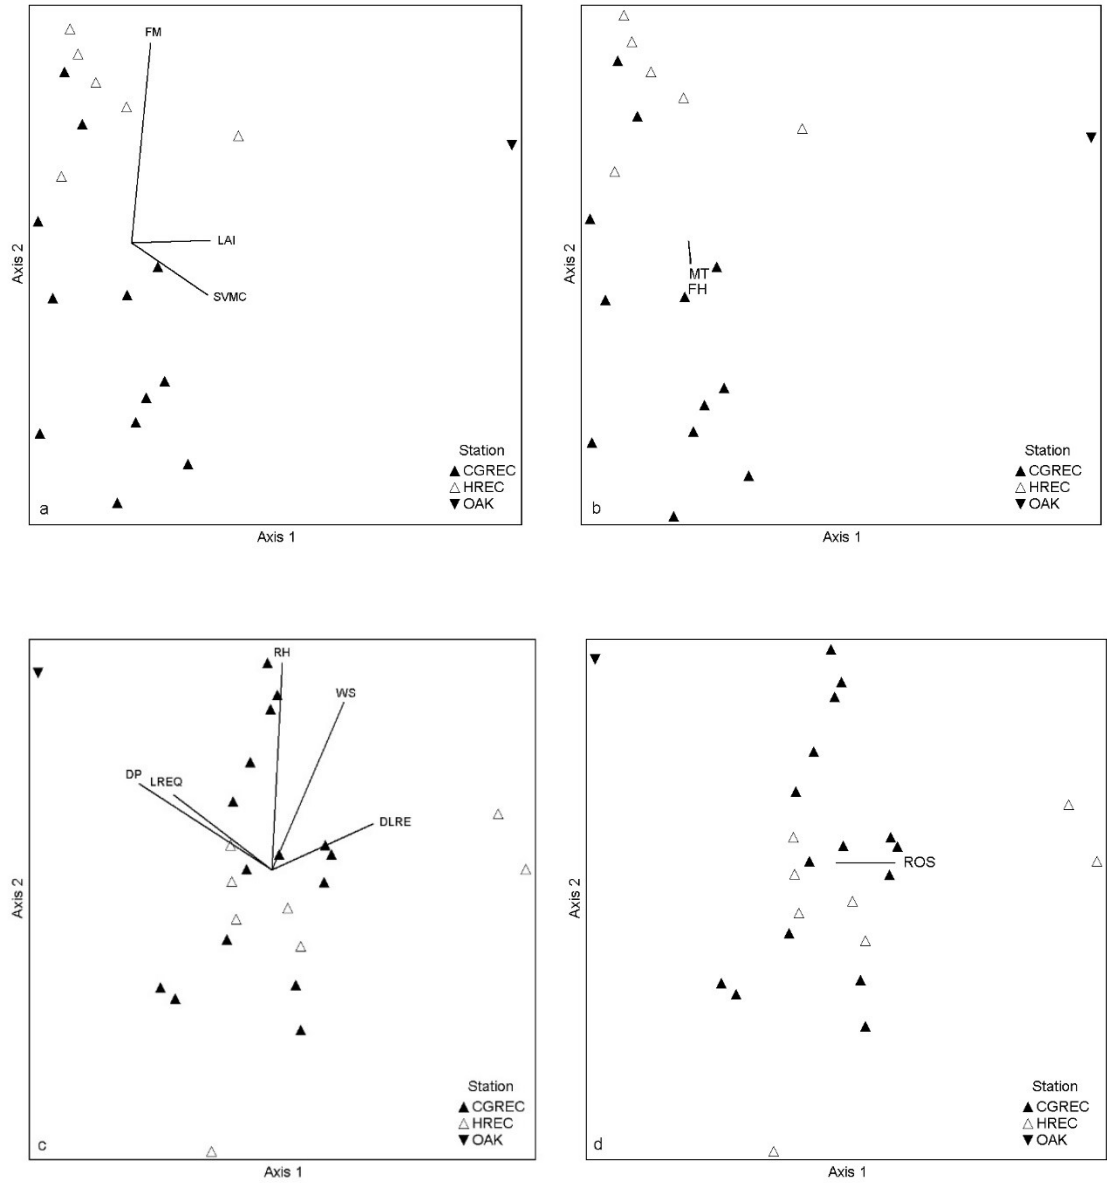 FM
LAI
SVMC
Axis 2
Station
CGREC
HREC
OAK
a
Axis 1
MT
FH
Axis 2
Station
CGREC
HREC
OAK
b
Axis 1
RH
WS
DP
LREQ
DLRE
Axis 2
Station
CGREC
HREC
OAK
c
Axis 1
ROS
Axis 2
Station
CGREC
HREC
OAK
d
Axis 1